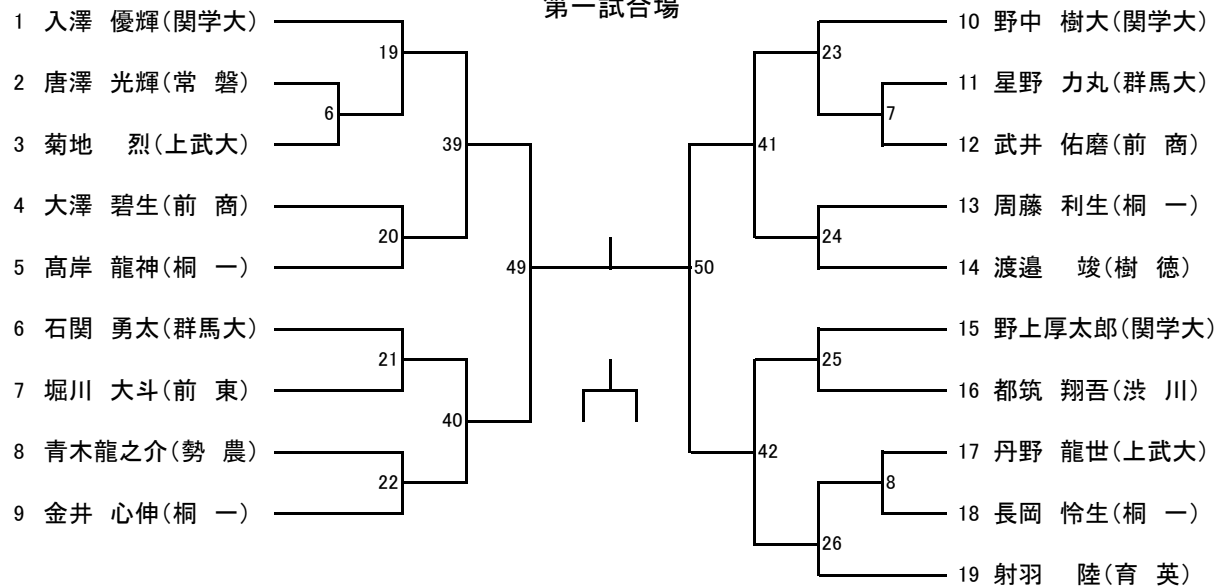 第一試合場
1 入澤 優輝(関学大)
2 唐澤 光輝(常 磐)
3 菊地 烈(上武大)
4 大澤 碧生(前 商)
5 髙岸 龍神(桐 一)
6 石関 勇太(群馬大)
7 堀川 大斗(前 東)
8 青木龍之介(勢 農)
9 金井 心伸(桐 一)
19
6
39
20
49
21
40
22
10 野中 樹大(関学大)
11 星野 力丸(群馬大)
12 武井 佑磨(前 商)
13 周藤 利生(桐 一)
14 渡邉 竣(樹 徳)
15 野上厚太郎(関学大)
16 都筑 翔吾(渋 川)
17 丹野 龍世(上武大)
18 長岡 怜生(桐 一)
19 射羽 陸(育 英)
23
7
41
24
50
25
42
8
26